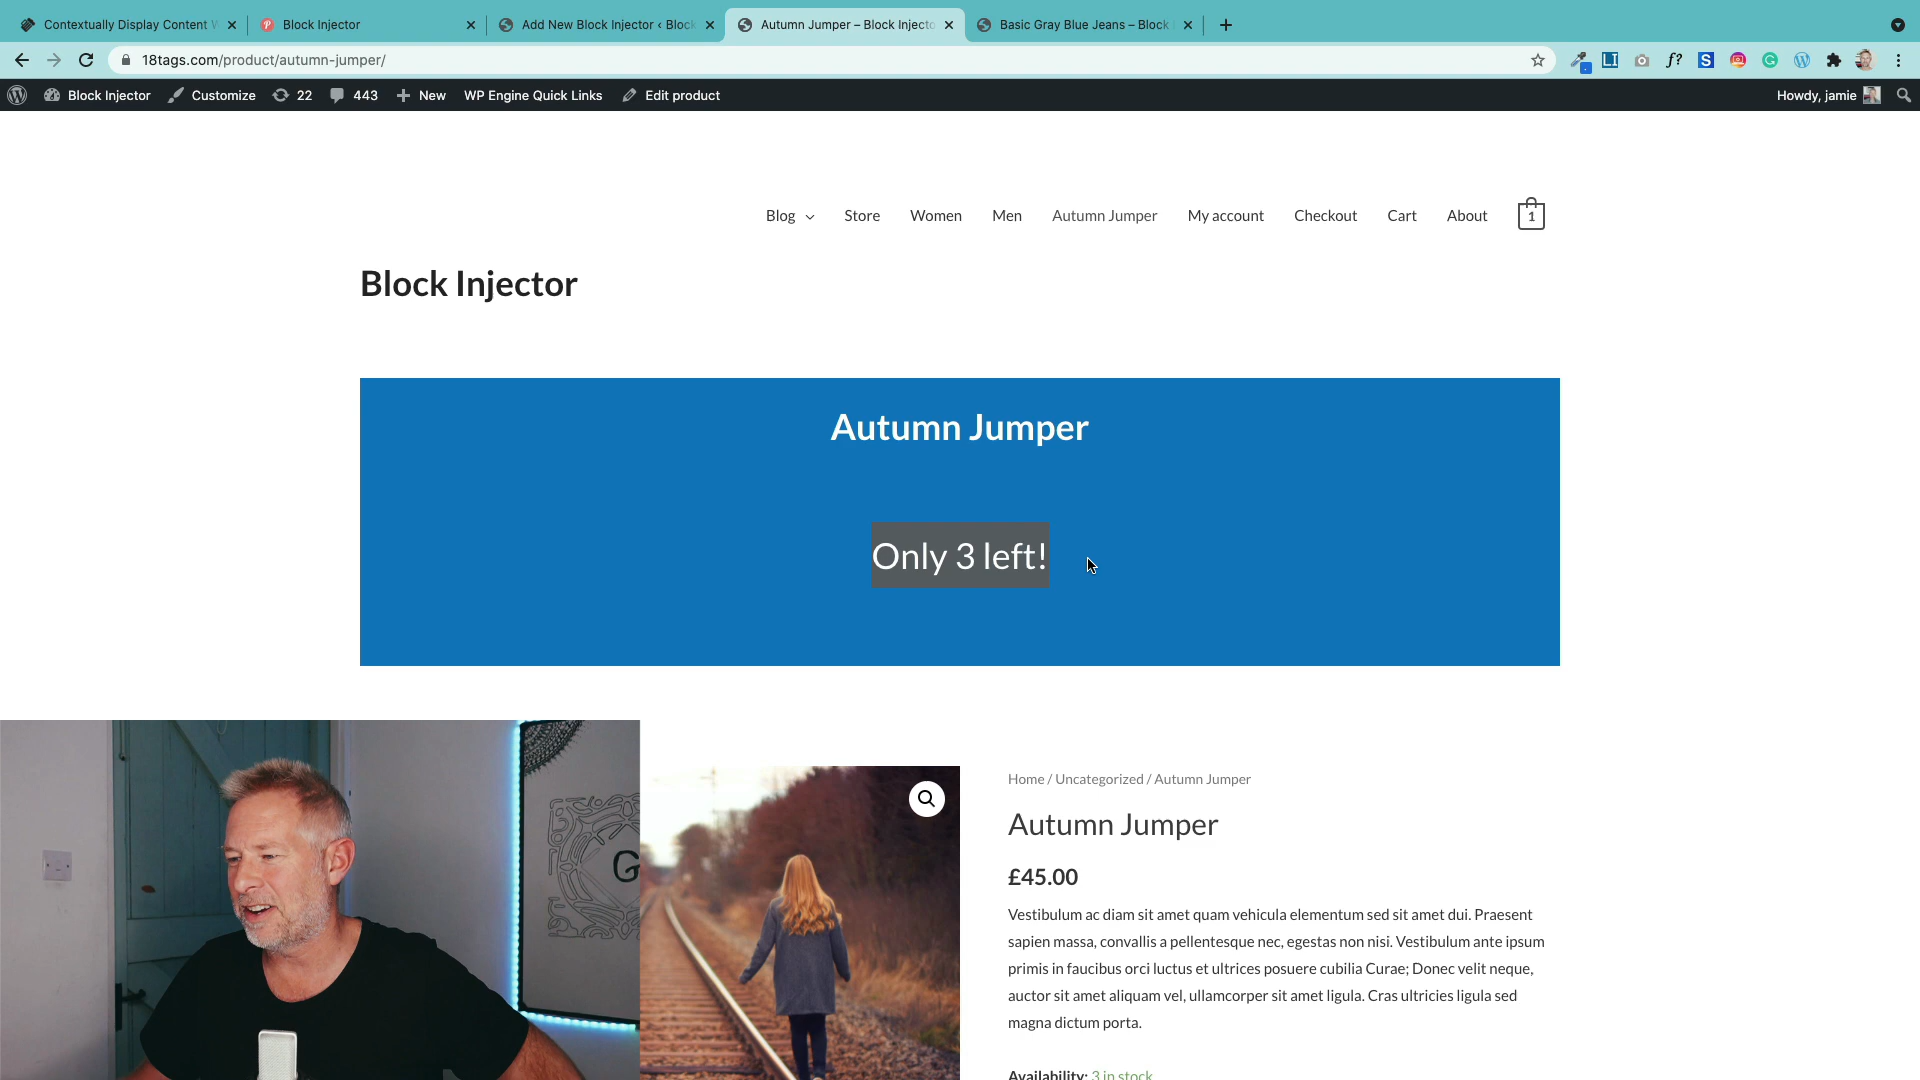 Contextually Display Content
Block Injector
Add New Block Injector ‹ Block
Autumn Jumper – Block Injecto
Basic Gray Blue Jeans – Block
18tags.com/product/autumn-jumper/
Block Injector
Customize
22
443
New
WP Engine Quick Links
Edit product
Howdy, jamie
Blog
Store
Women
Men
Autumn Jumper
My account
Checkout
Cart
About
1
Block Injector
Autumn Jumper
Only 3 left!
Home / Uncategorized / Autumn Jumper
Autumn Jumper
£45.00
Vestibulum ac diam sit amet quam vehicula elementum sed sit amet dui. Praesent
sapien massa, convallis a pellentesque nec, egestas non nisi. Vestibulum ante ipsum
primis in faucibus orci luctus et ultrices posuere cubilia Curae; Donec velit neque,
auctor sit amet aliquam vel, ullamcorper sit amet ligula. Cras ultricies ligula sed
magna dictum porta.
Availability: 3 in stock
G